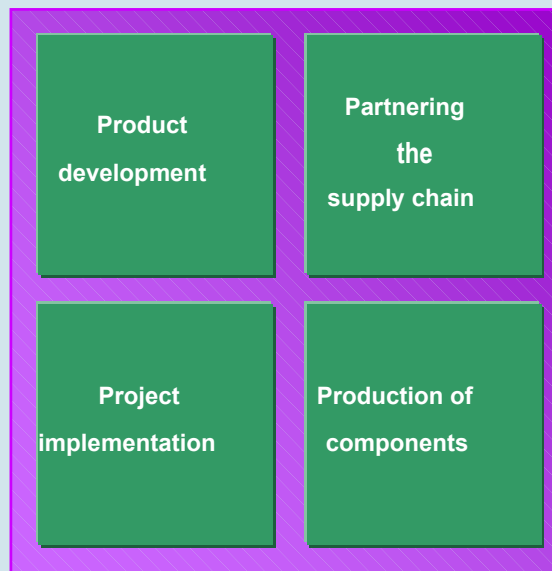 Product
development
Partnering
the
supply chain
Project
implementation
Production of
components